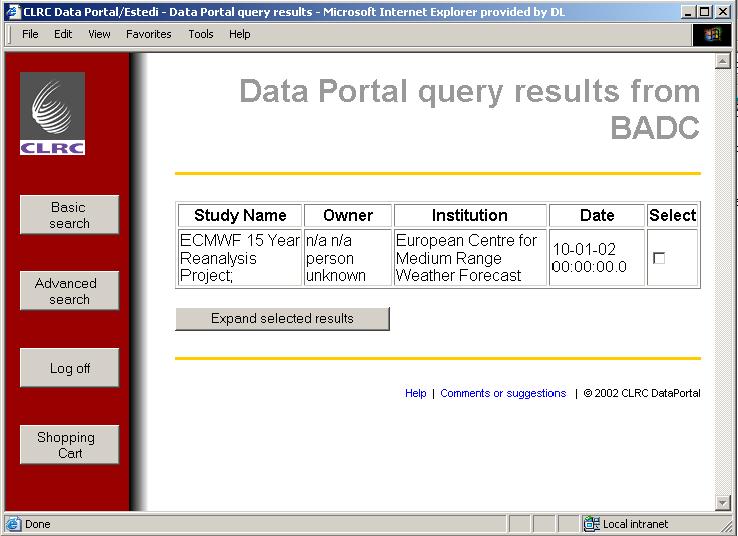 CLRC Data Portal/Estedi - Data Portal query results - Microsoft Internet Explorer provided by DL
File Edit View Favorites Tools Help
CLRC
Basic
search
Advanced
search
Log off
Shopping
Cart
Data Portal query results from
BADC
Study Name Owner Institution Date Select
ECMWF 15 Year
Reanalysis
Project;
n/a n/a
person
unknown
European Centre for
Medium Range
Weather Forecast
10-01-02
00:00:00.0
Expand selected results
Help | Comments or suggestions | © 2002 CLRC DataPortal
Done Local intranet